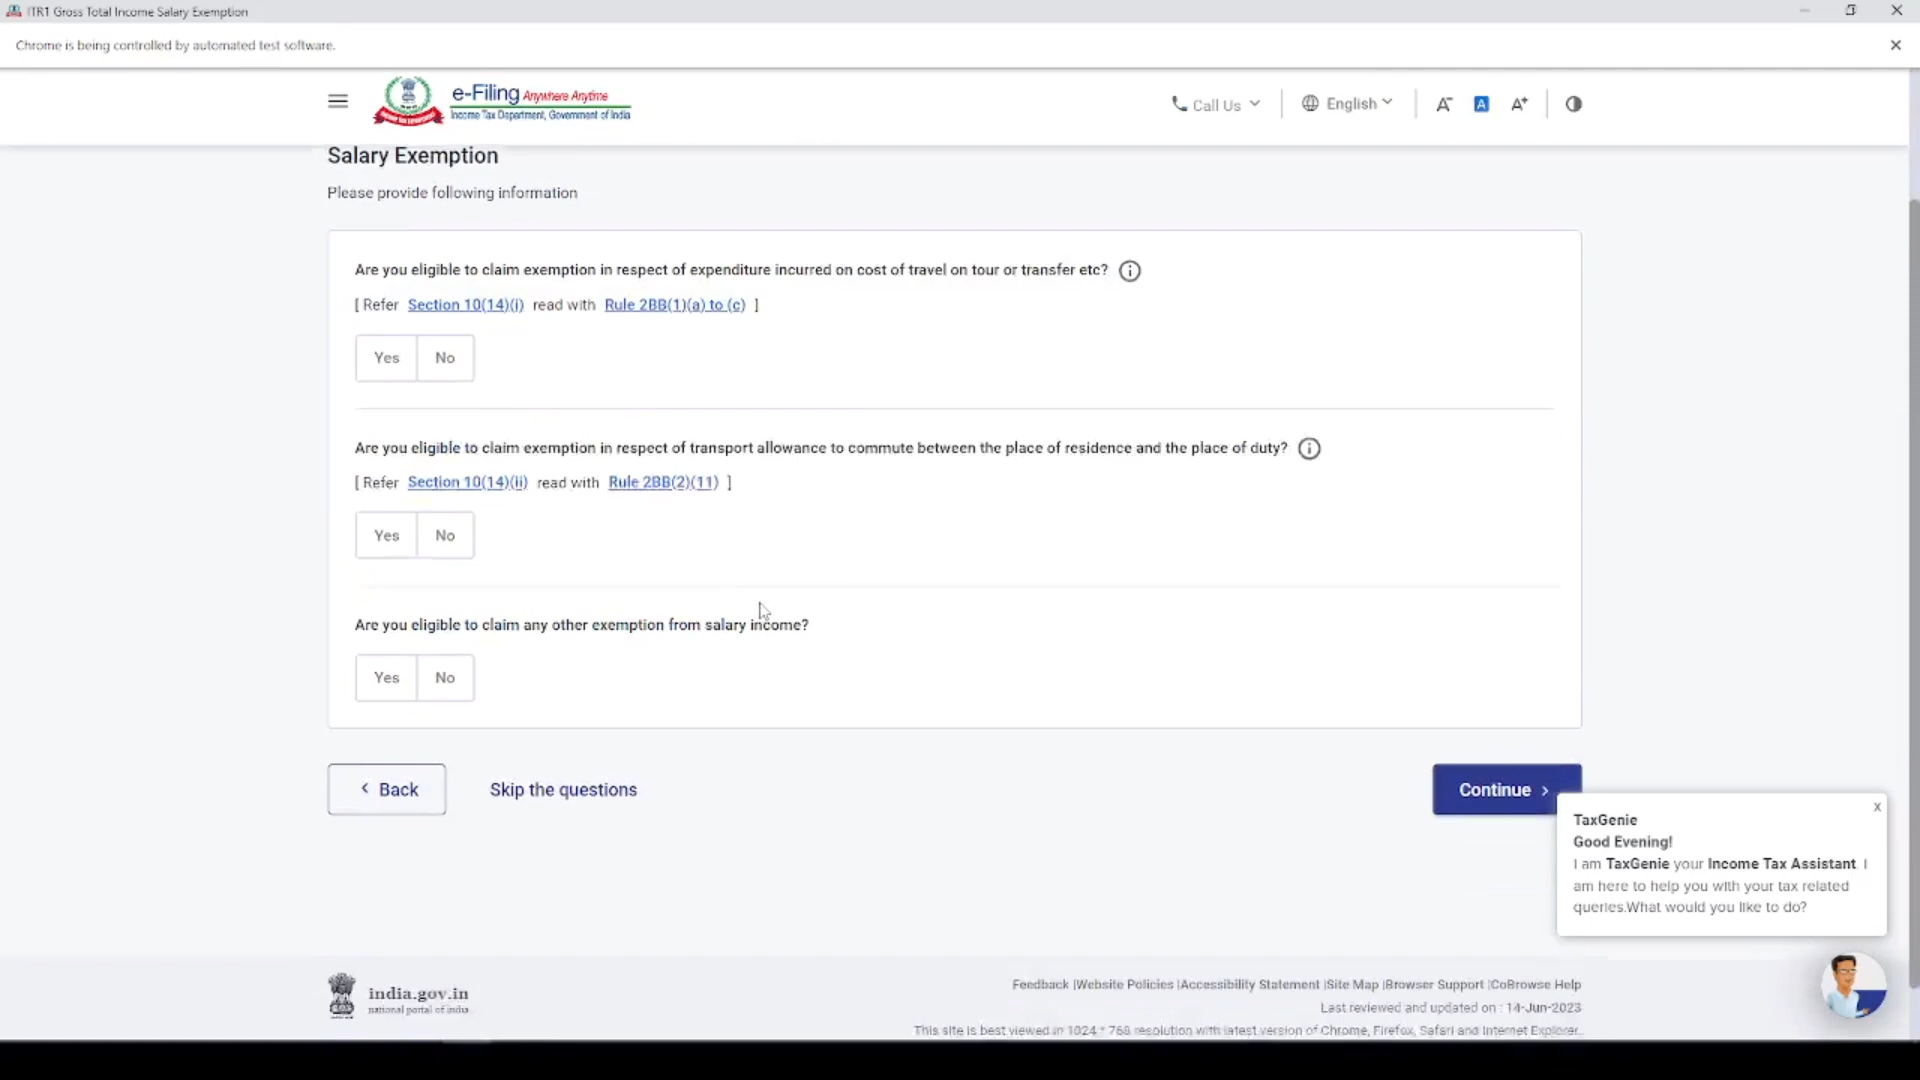 ITR1 Gross Total Income Salary Exemption
Chrome is being controlled by automated test software.
e-Filing Anywhere Anytime
Income Tax Department, Government of India
Call Us
English
A-
A
A+
Salary Exemption
Please provide following information
Are you eligible to claim exemption in respect of expenditure incurred on cost of travel on tour or transfer etc?
[ Refer Section 10(14)(i) read with Rule 2BB(1)(a) to (c) ]
Yes No
Are you eligible to claim exemption in respect of transport allowance to commute between the place of residence and the place of duty?
[ Refer Section 10(14)(ii) read with Rule 2BB(2)(11) ]
Yes No
Are you eligible to claim any other exemption from salary income?
Yes No
< Back
Skip the questions
Continue >
x
TaxGenie
Good Evening!
I am TaxGenie your Income Tax Assistant. I
am here to help you with your tax related
queries.What would you like to do?
india.gov.in
national portal of india
Feedback |Website Policies |Accessibility Statement |Site Map |Browser Support |CoBrowse Help
Last reviewed and updated on : 14-Jun-2023
This site is best viewed in 1024 * 768 resolution with latest version of Chrome, Firefox, Safari and Internet Explorer.